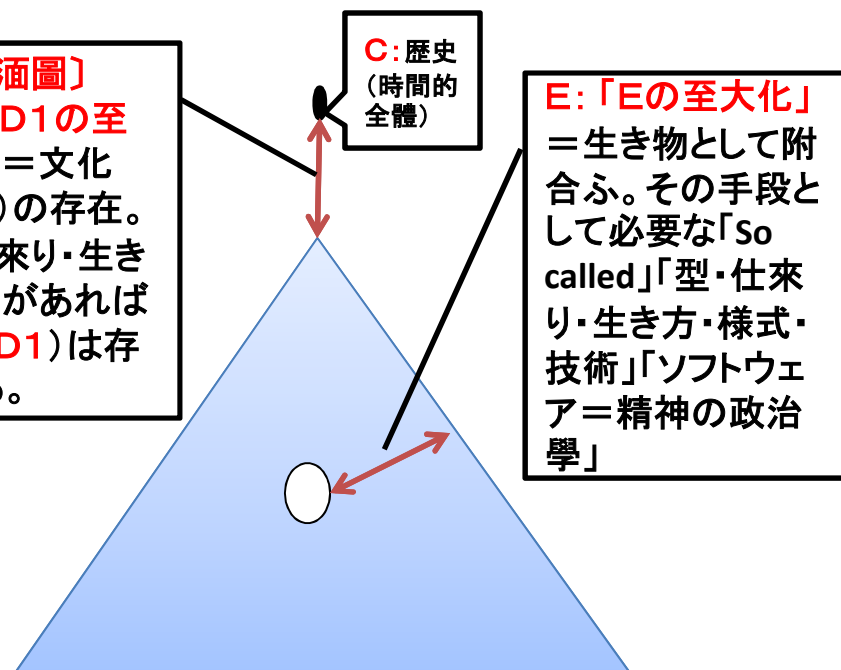 面圖〕
D1の至
＝文化
)の存在。
來り・生き
があれば
D1)は存
。
C:歴史
(時間的
全體)
E:「Eの至大化」
＝生き物として附
合ふ。その手段と
して必要な「So
called」「型・仕來
り・生き方・様式・
技術」「ソフトウェ
ア＝精神の政治
學」